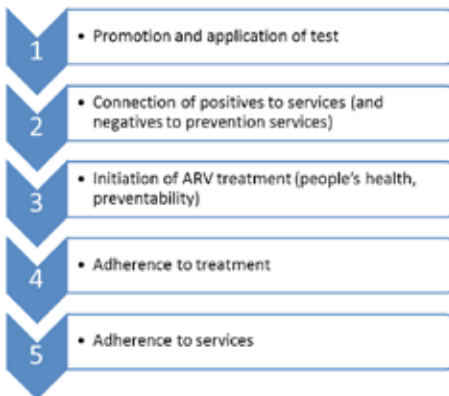 1
• Promotion and application of test
2
• Connection of positives to services (and
negatives to prevention services)
3
• Initiation of ARV treatment (people's health,
preventability)
4
• Adherence to treatment
5
• Adherence to services